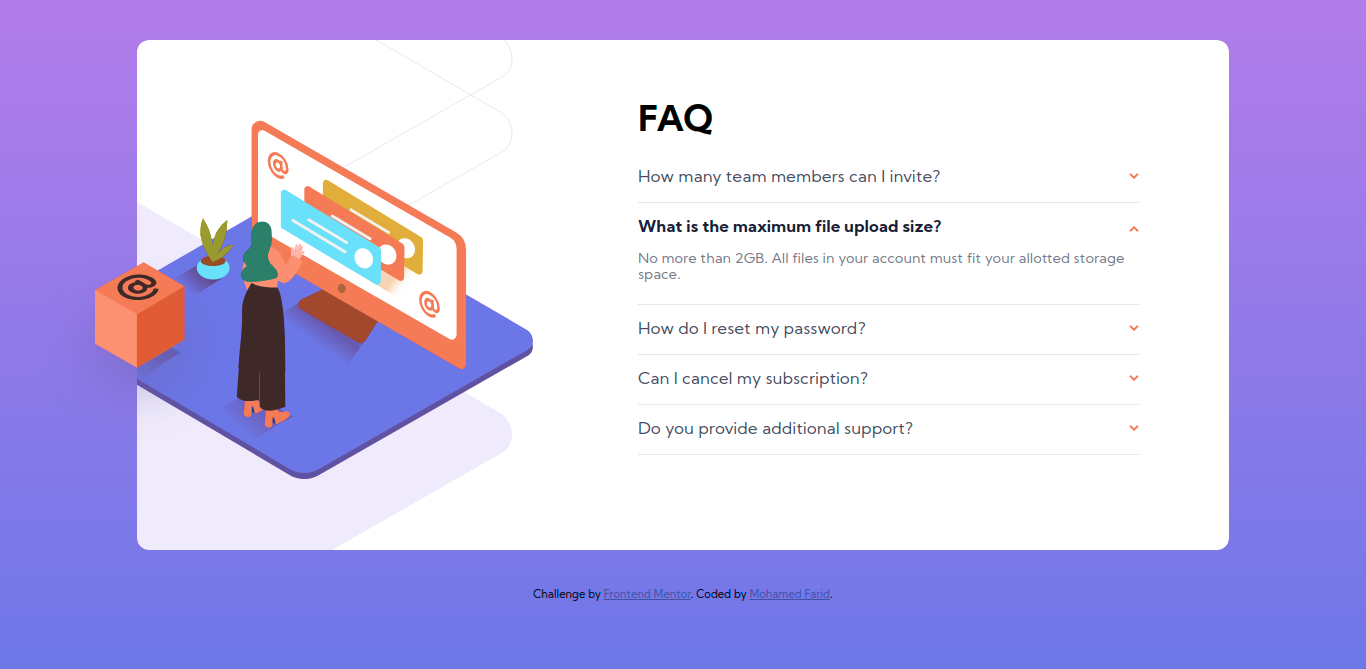 FAQ
How many team members can I invite?
What is the maximum file upload size?
No more than 2GB. All files in your account must fit your allotted storage
space.
How do I reset my password?
Can I cancel my subscription?
Do you provide additional support?
@
@
@
Challenge by Frontend Mentor. Coded by Mohamed Farid.